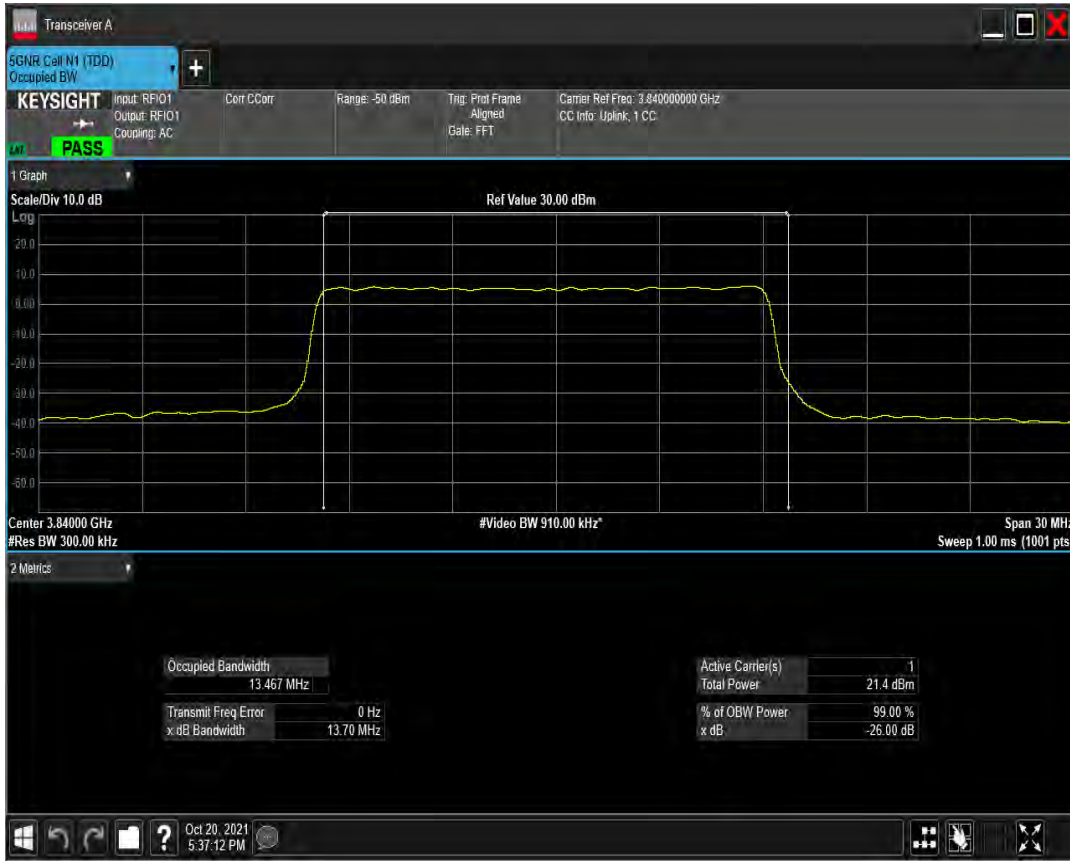 Transceiver A
5GNR Cell N1 (TDD)
Occupied BW
KEYSIGHT
Input: RFIO1
Output: RFIO1
Coupling: AC
Corr CCorr
Range: -50 dBm
Trig: Prot Frame
Aligned
Gate: FFT
Carrier Ref Freq: 3.840000000 GHz
CC Info: Uplink, 1 CC
PASS
1 Graph
Scale/Div 10.0 dB
Ref Value 30.00 dBm
Log
20.0
10.0
0.00
-10.0
-20.0
-30.0
-40.0
-50.0
-60.0
Center 3.84000 GHz
#Video BW 910.00 kHz*
Span 30 MHz
#Res BW 300.00 kHz
Sweep 1.00 ms (1001 pts
2 Metrics
Occupied Bandwidth
13.467 MHz
Transmit Freq Error 0 Hz
x dB Bandwidth 13.70 MHz
Active Carrier(s) 1
Total Power 21.4 dBm
% of OBW Power 99.00 %
x dB -26.00 dB
Oct 20, 2021
5:37:12 PM